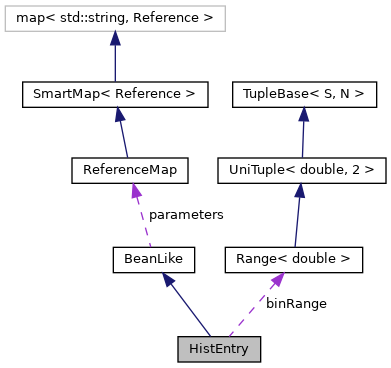 map< std::string, Reference >
SmartMap< Reference >
TupleBase< S, N >
ReferenceMap
UniTuple< double, 2 >
parameters
BeanLike
Range< double >
binRange
HistEntry